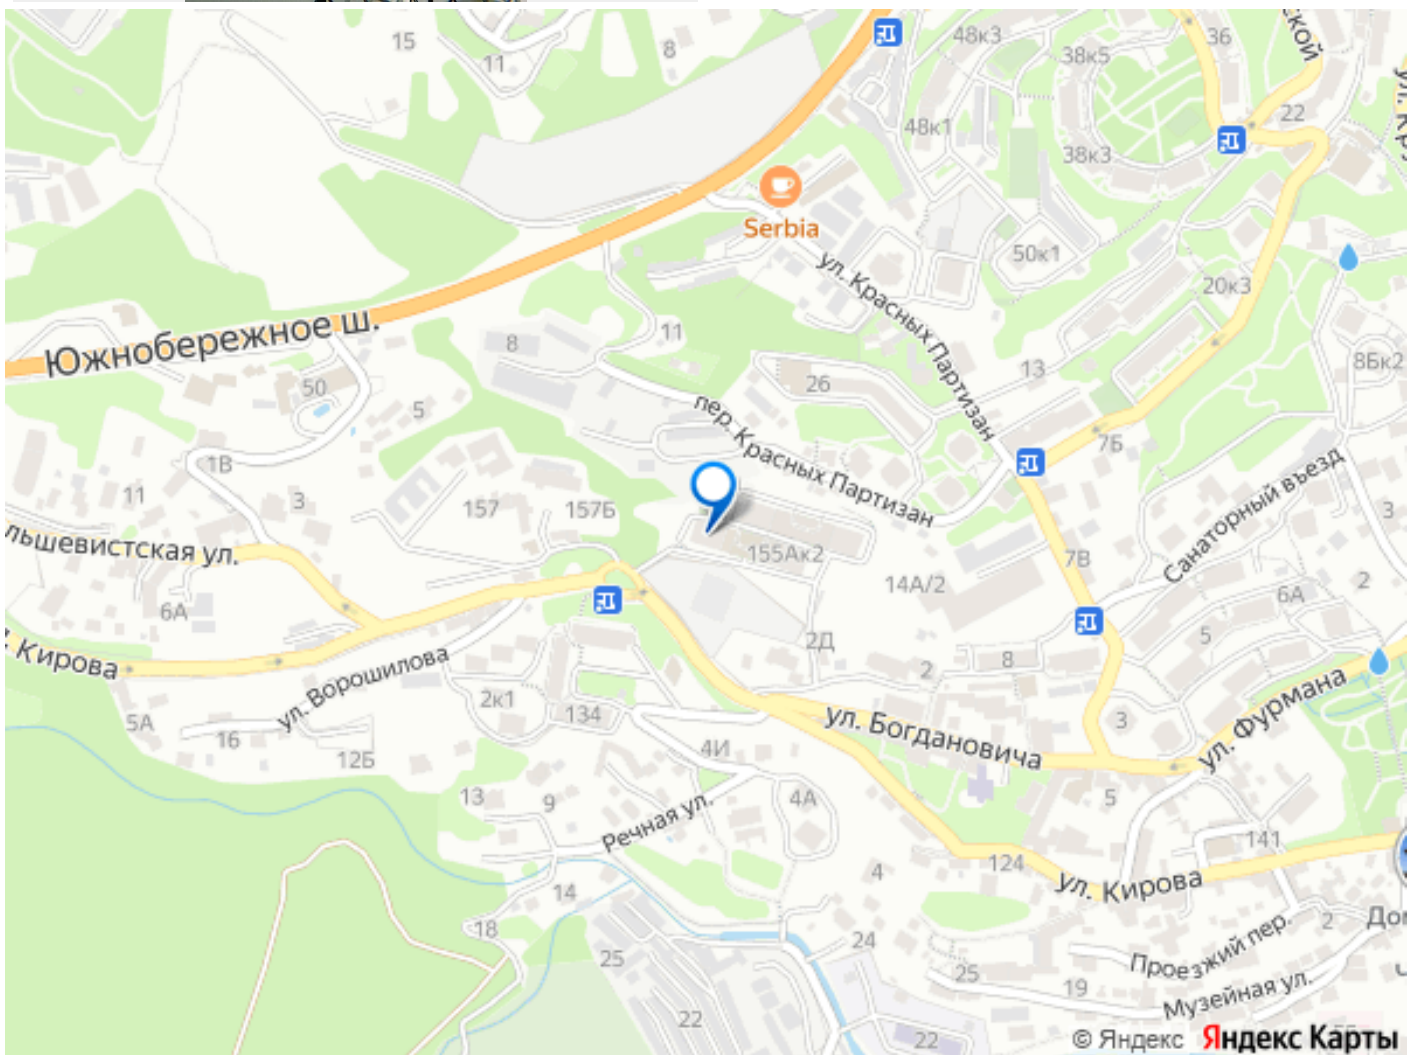 15
11
8
48к3
38к5
36
ской
22
48к1
38к3
Serbia
50к1
20к3
ул. Красных Партизан
Южнобережное ш.
8
11
13
8Бк2
50
5
26
пер. Красных Партизан
7Б
1В
11
3
157
157Б
155Ак2
14А/2
7В
Санаторный въезд
3
2
льшевистская ул.
6А
6А
5
2Д
2
8
. Кирова
ул. Ворошилова
2к1
134
5А
16
12Б
4И
ул. Богдановича
3
ул. Фурмана
13
9
Речная ул.
4А
5
141
124
4
ул. Кирова
14
18
25
24
25
19
Проезжий пер.
2
Музейная ул.
22
22
© Яндекс Яндекс Карты